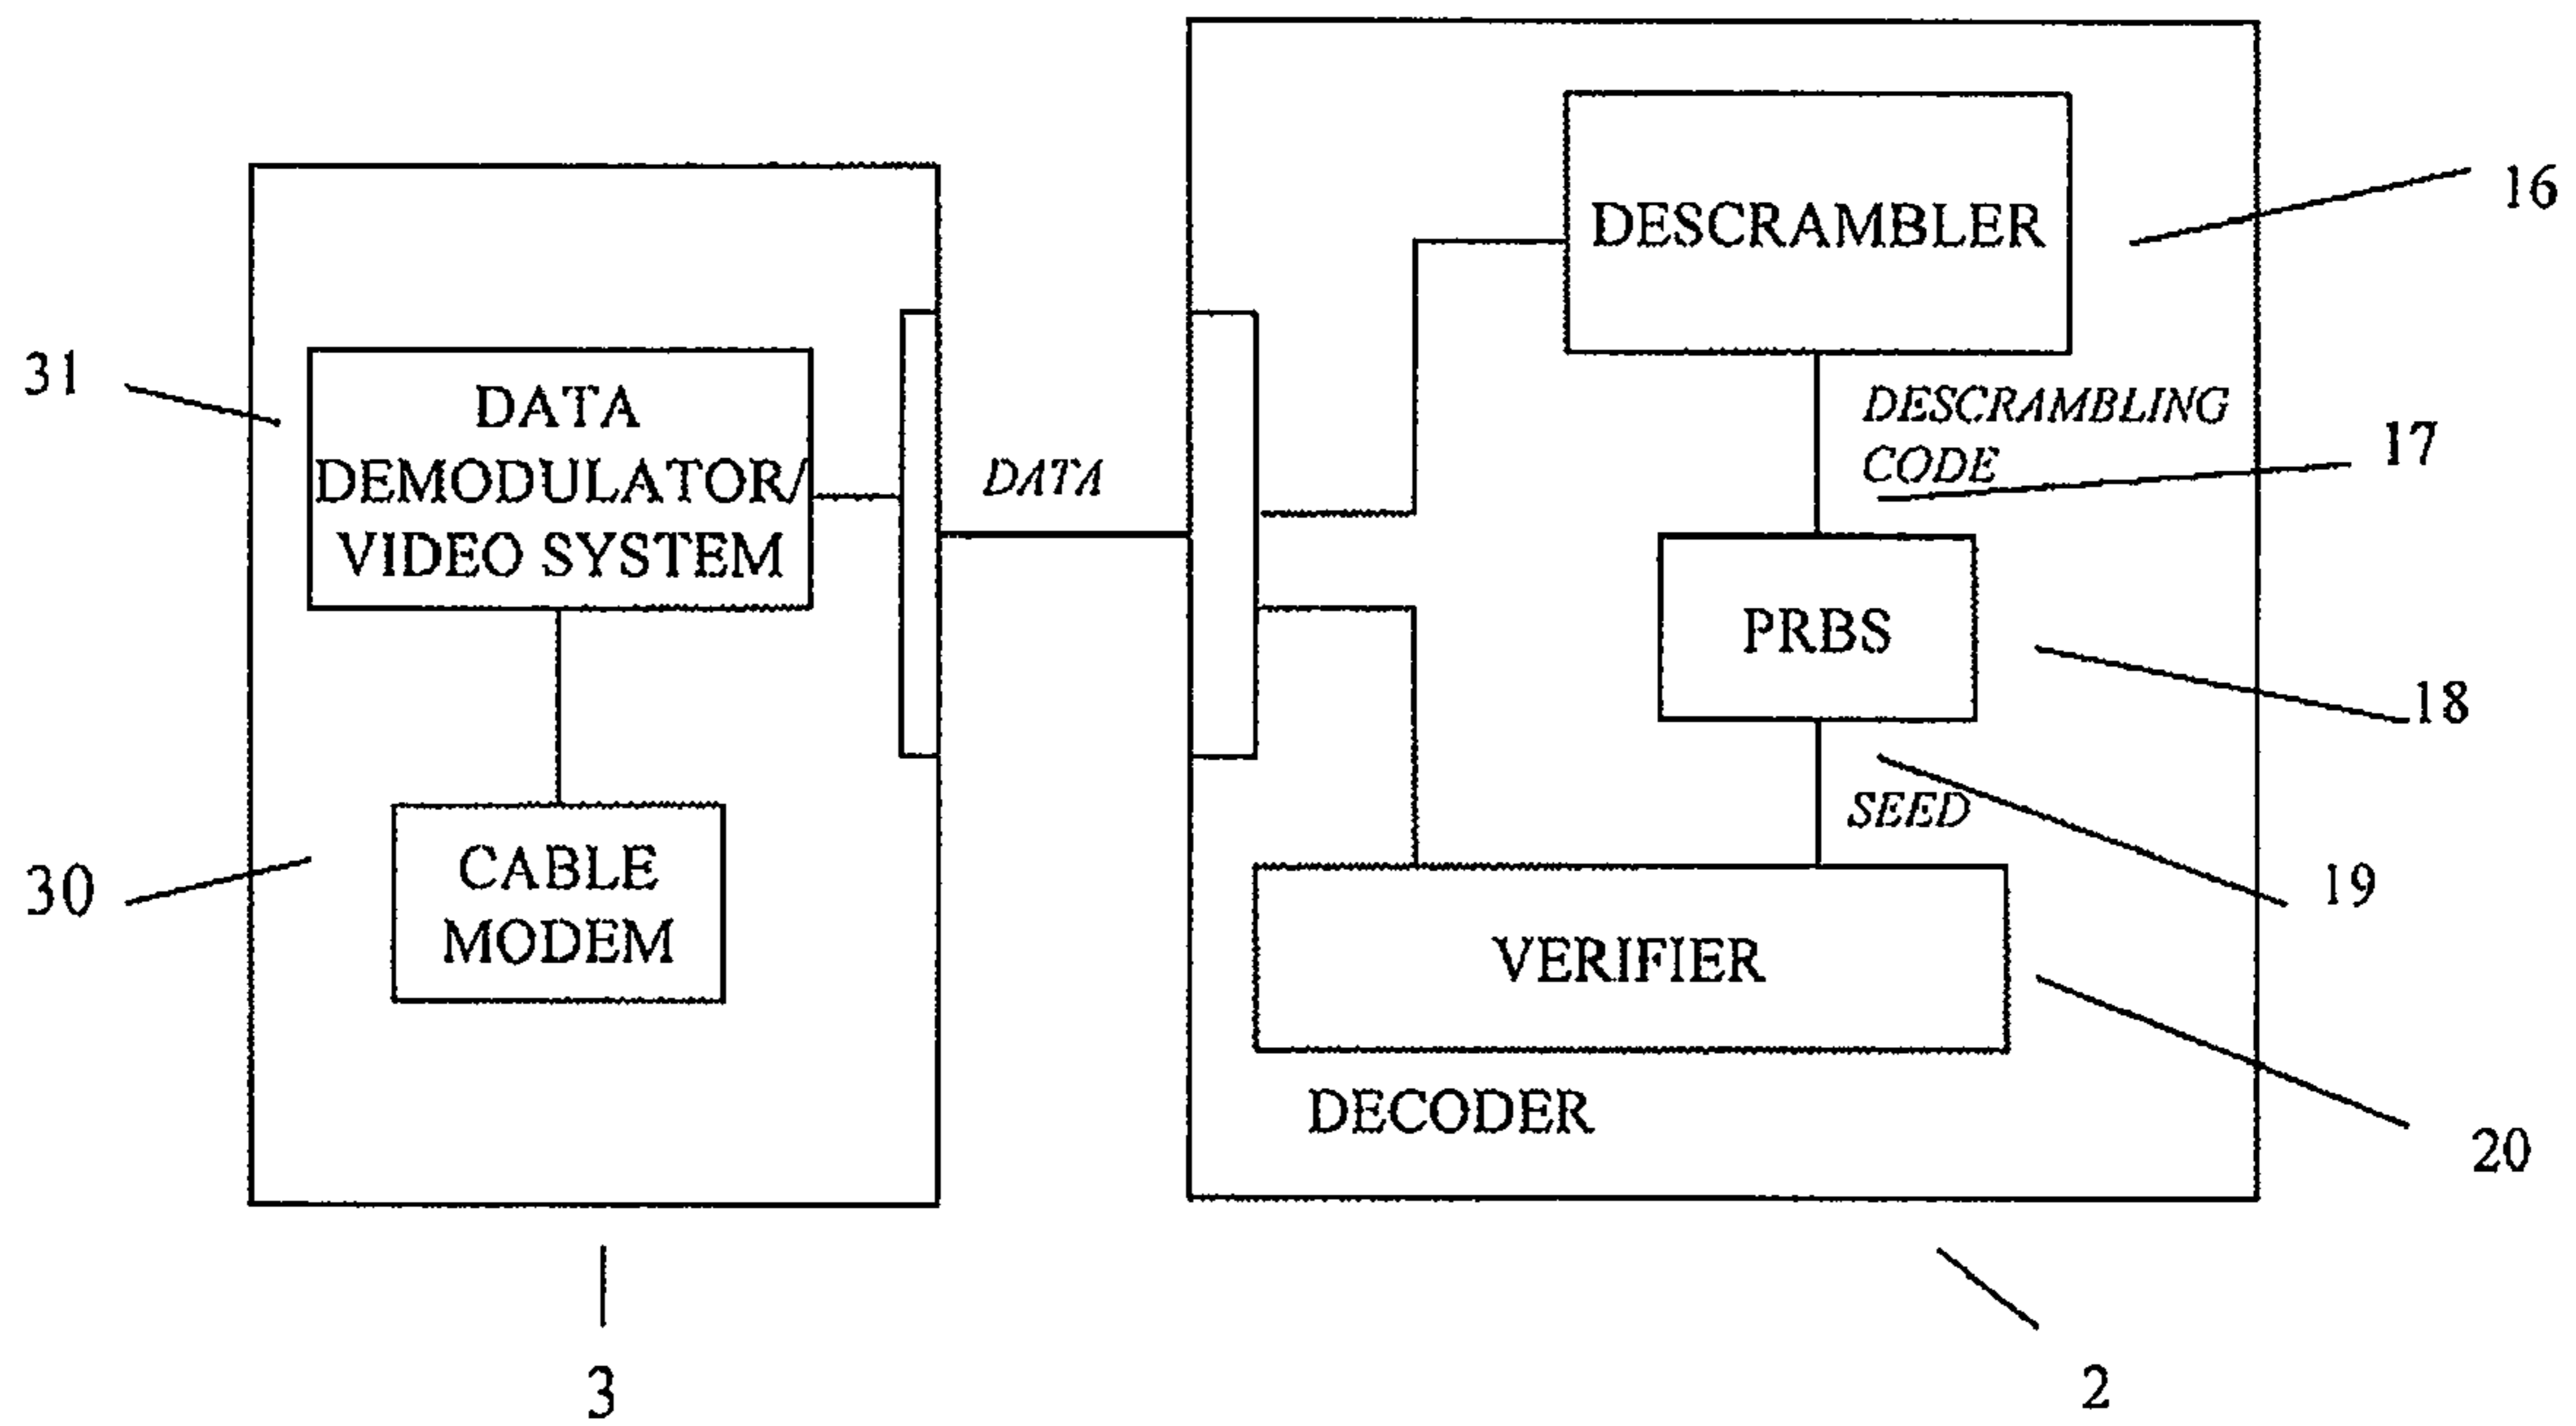 31
DATA
DEMODULATOR/
VIDEO SYSTEM
30
CABLE
MODEM
3
DATA
DESCRAMBLER
16
DESCRAMBLING
CODE
17
PRBS
18
SEED
19
VERIFIER
20
DECODER
2